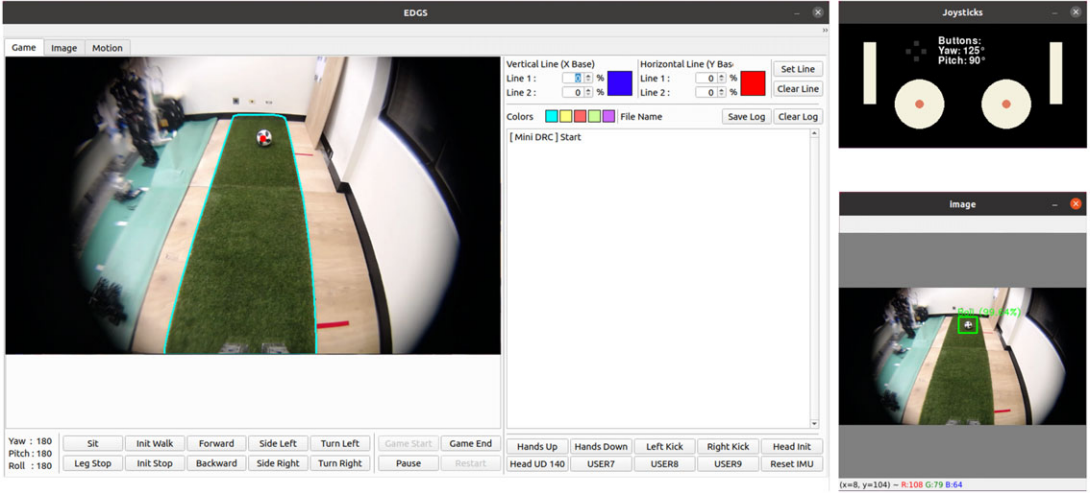 EDGS
Game Image Motion
Vertical Line (X Base) Horizontal Line (Y Bas
Line 1 : 0 % Line 1 : 0 % Set Line
Line 2 : 0 % Line 2 : 0 % Clear Line
Colors File Name Save Log Clear Log
[ Mini DRC ] Start
Yaw : 180
Pitch : 180
Roll : 180
Sit Init Walk Forward Side Left Turn Left Game Start Game End
Leg Stop Init Stop Backward Side Right Turn Right Pause Restart
Hands Up Hands Down Left Kick Right Kick Head Init
Head UD 140 USER7 USER8 USER9 Reset IMU
Joysticks
Buttons:
Yaw: 125°
Pitch: 90°
image
(x=8, y=104) ~ R:108 G:79 B:64